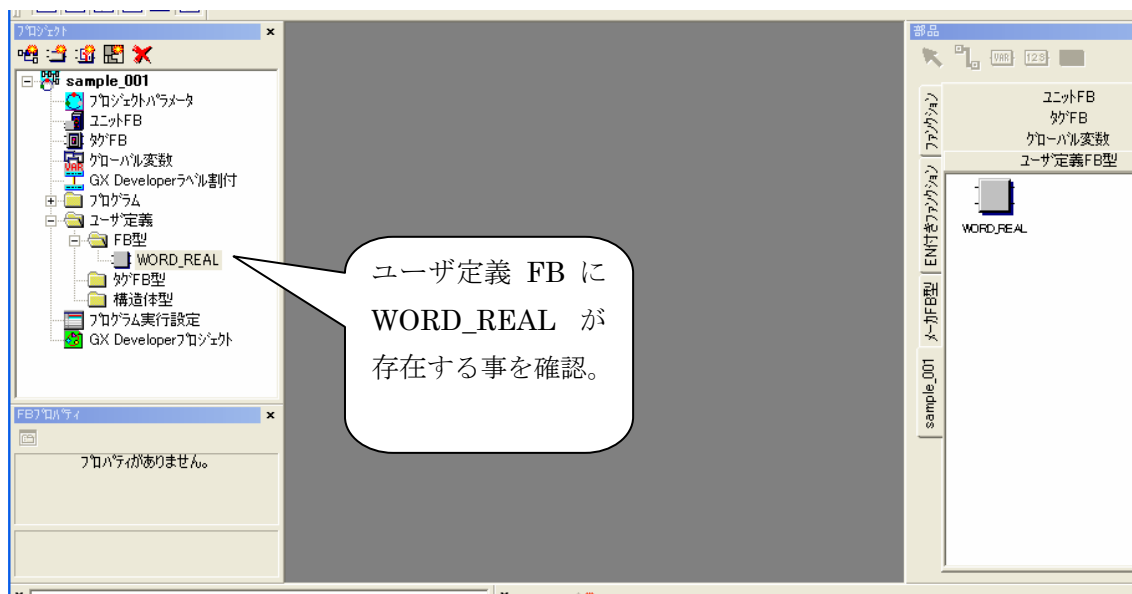 プロジェクト
sample_001
プロジェクトパラメータ
ユニットFB
タグFB
グローバル変数
GX Developerラベル割付
プログラム
ユーザ定義
FB型
WORD_REAL
タグFB型
構造体型
プログラム実行設定
GX Developerプロジェクト
FBプロパティ
プロパティがありません。
ユーザ定義 FB に
WORD_REAL が
存在する事を確認。
部品
VAR
123
ファンクション
EN付きファンクション
メーカFB型
sample_001
ユニットFB
タグFB
グローバル変数
ユーザ定義FB型
WORD_REAL